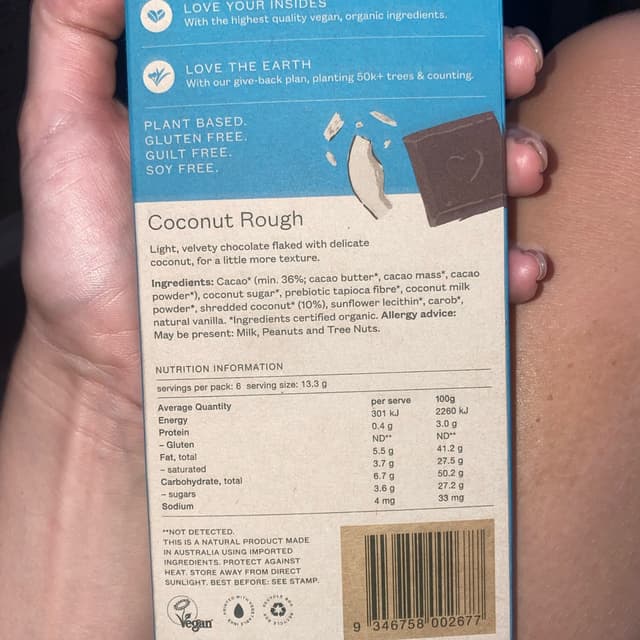 LOVE YOUR INSIDES
With the highest quality vegan, organic ingredients.
LOVE THE EARTH
With our give-back plan, planting 50k+ trees & counting.
PLANT BASED.
GLUTEN FREE.
GUILT FREE.
SOY FREE.
Coconut Rough
Light, velvety chocolate flaked with delicate
coconut, for a little more texture.
Ingredients: Cacao* (min. 36%; cacao butter*, cacao mass*, cacao
powder*), coconut sugar*, prebiotic tapioca fibre*, coconut milk
powder*, shredded coconut* (10%), sunflower lecithin*, carob*,
natural vanilla. *Ingredients certified organic. Allergy advice:
May be present: Milk, Peanuts and Tree Nuts.
NUTRITION INFORMATION
servings per pack: 6 serving size: 13.3 g
Average Quantity per serve 100g
Energy 301 kJ 2260 kJ
Protein 0.4 g 3.0 g
– Gluten ND** ND**
Fat, total 5.5 g 41.2 g
– saturated 3.7 g 27.5 g
Carbohydrate, total 6.7 g 50.2 g
– sugars 3.6 g 27.2 g
Sodium 4 mg 33 mg
**NOT DETECTED.
THIS IS A NATURAL PRODUCT MADE
IN AUSTRALIA USING IMPORTED
INGREDIENTS. PROTECT AGAINST
HEAT. STORE AWAY FROM DIRECT
SUNLIGHT. BEST BEFORE: SEE STAMP.
Vegan
9 346758 002677